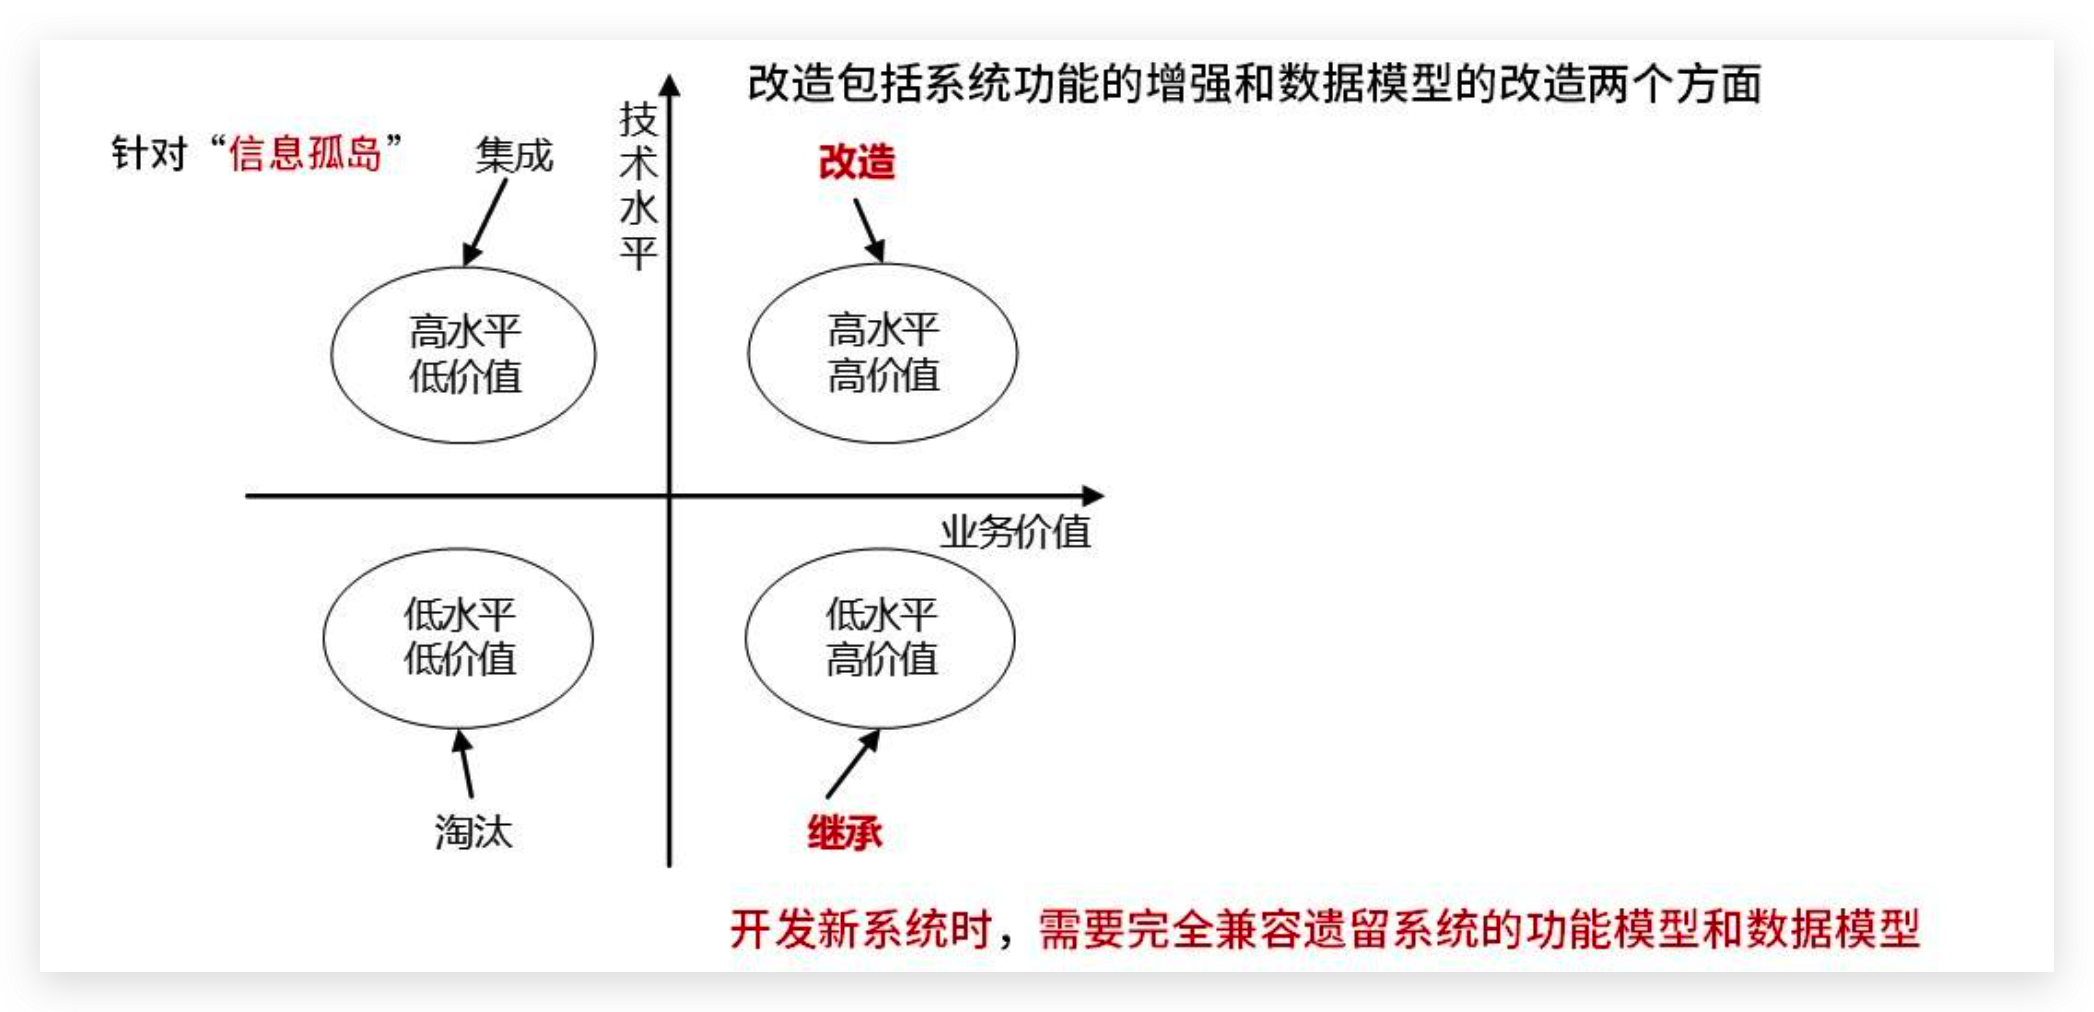 改造包括系统功能的增强和数据模型的改造两个方面
针对“信息孤岛”
集成
技术水平
改造
高水平
低价值
高水平
高价值
业务价值
低水平
低价值
低水平
高价值
淘汰
继承
开发新系统时，需要完全兼容遗留系统的功能模型和数据模型